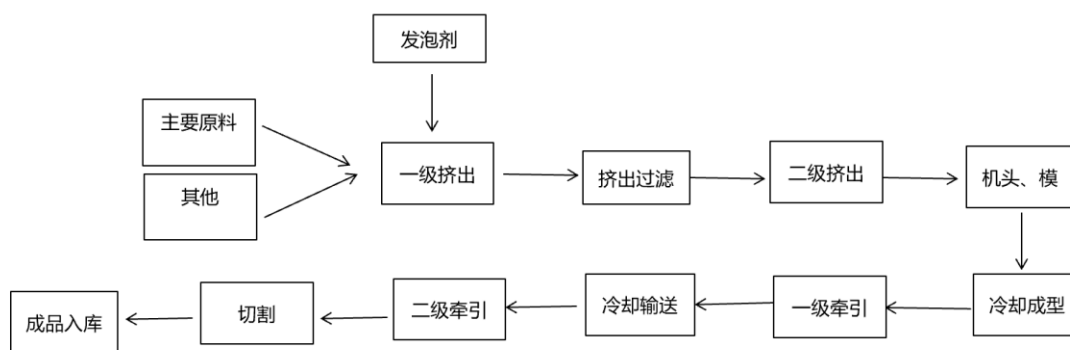 发泡剂
主要原料
其他
一级挤出
挤出过滤
二级挤出
机头、模
冷却成型
一级牵引
冷却输送
二级牵引
切割
成品入库